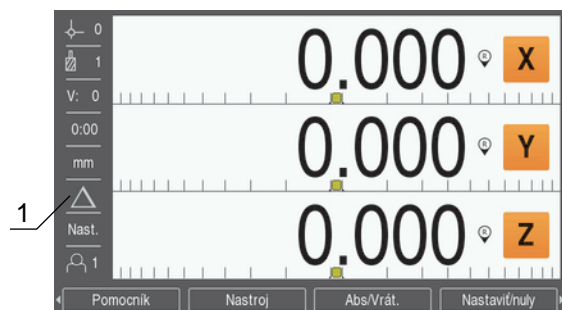 0
1
V: 0
0:00
mm
Nast.
1
1
0.000 R X
0.000 R Y
0.000 R Z
Pomocník Nastroj Abs/Vrát. Nastaviť/nuly